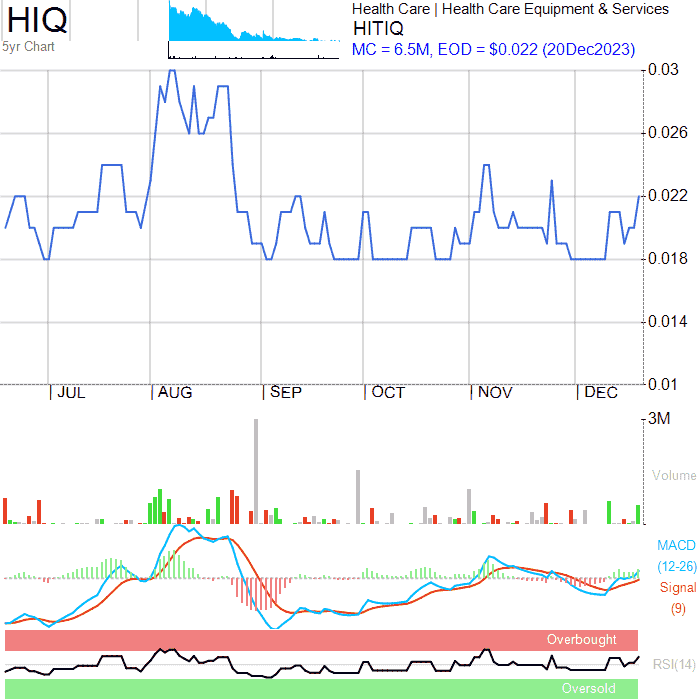 HIQ
5yr Chart
Health Care | Health Care Equipment & Services
HITIQ
MC = 6.5M, EOD = $0.022 (20Dec2023)
0.03
0.026
0.022
0.018
0.014
0.01
| JUL | AUG | SEP | OCT | NOV | DEC
3M
Volume
MACD
(12-26)
Signal
(9)
Overbought
RSI(14)
Oversold